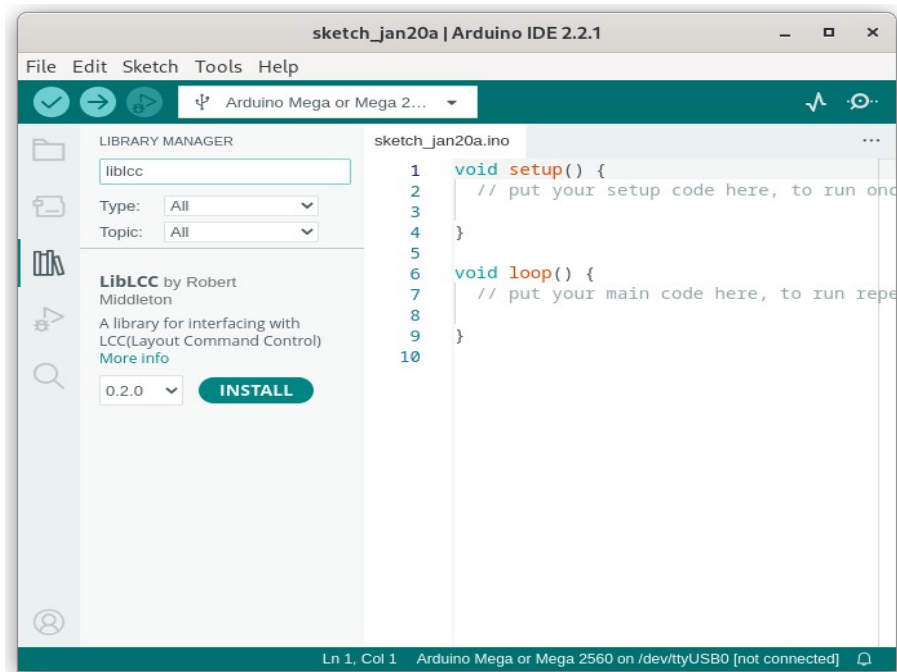 sketch_jan20a | Arduino IDE 2.2.1
File Edit Sketch Tools Help
Arduino Mega or Mega 2...
LIBRARY MANAGER
liblcc
Type: All
Topic: All
LibLCC by Robert
Middleton
A library for interfacing with
LCC(Layout Command Control)
More info
0.2.0 INSTALL
sketch_jan20a.ino
1 void setup() {
2 // put your setup code here, to run onc
3
4 }
5
6 void loop() {
7 // put your main code here, to run repe
8
9 }
10
Ln 1, Col 1 Arduino Mega or Mega 2560 on /dev/ttyUSB0 [not connected]